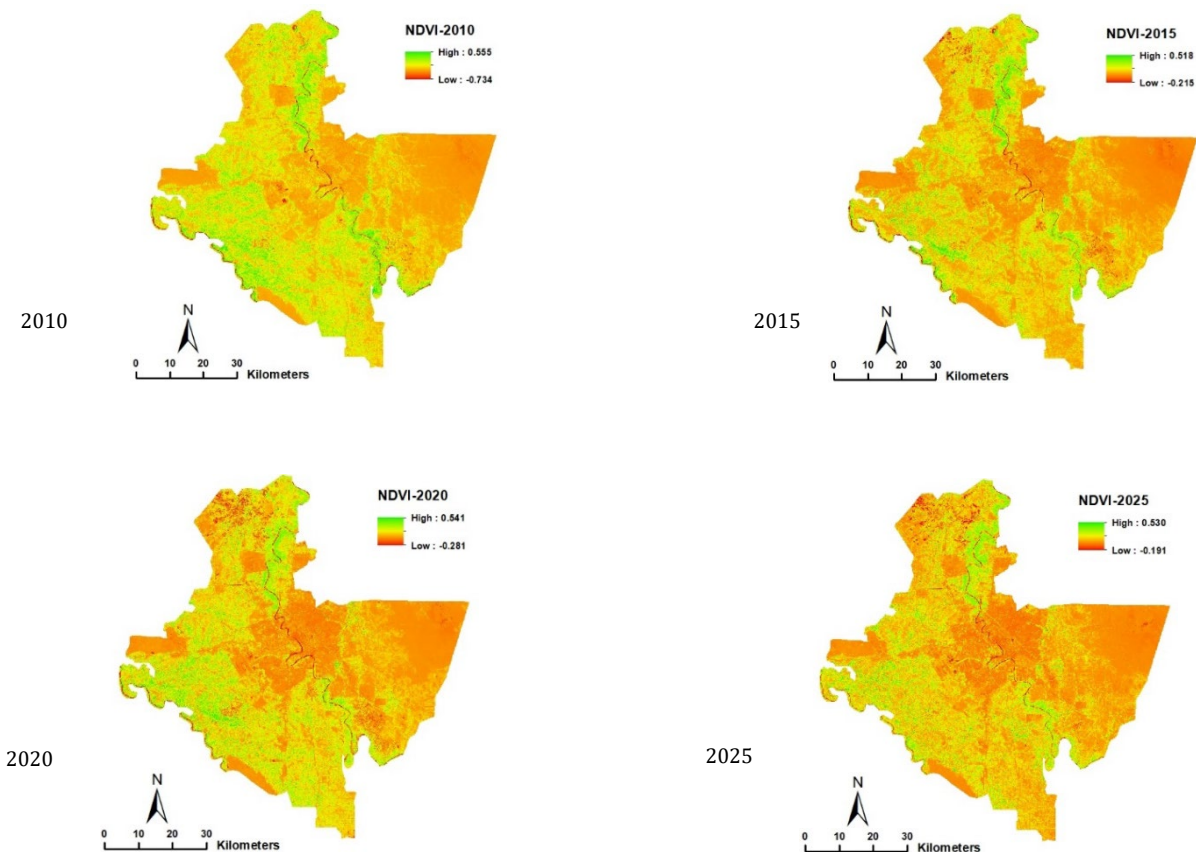 NDVI-2010
High : 0.555
Low : -0.734
2010
N
0 10 20 30
Kilometers
NDVI-2015
High : 0.518
Low : -0.215
2015
N
0 10 20 30
Kilometers
NDVI-2020
High : 0.541
Low : -0.281
2020
N
0 10 20 30
Kilometers
NDVI-2025
High : 0.530
Low : -0.191
2025
N
0 10 20 30
Kilometers